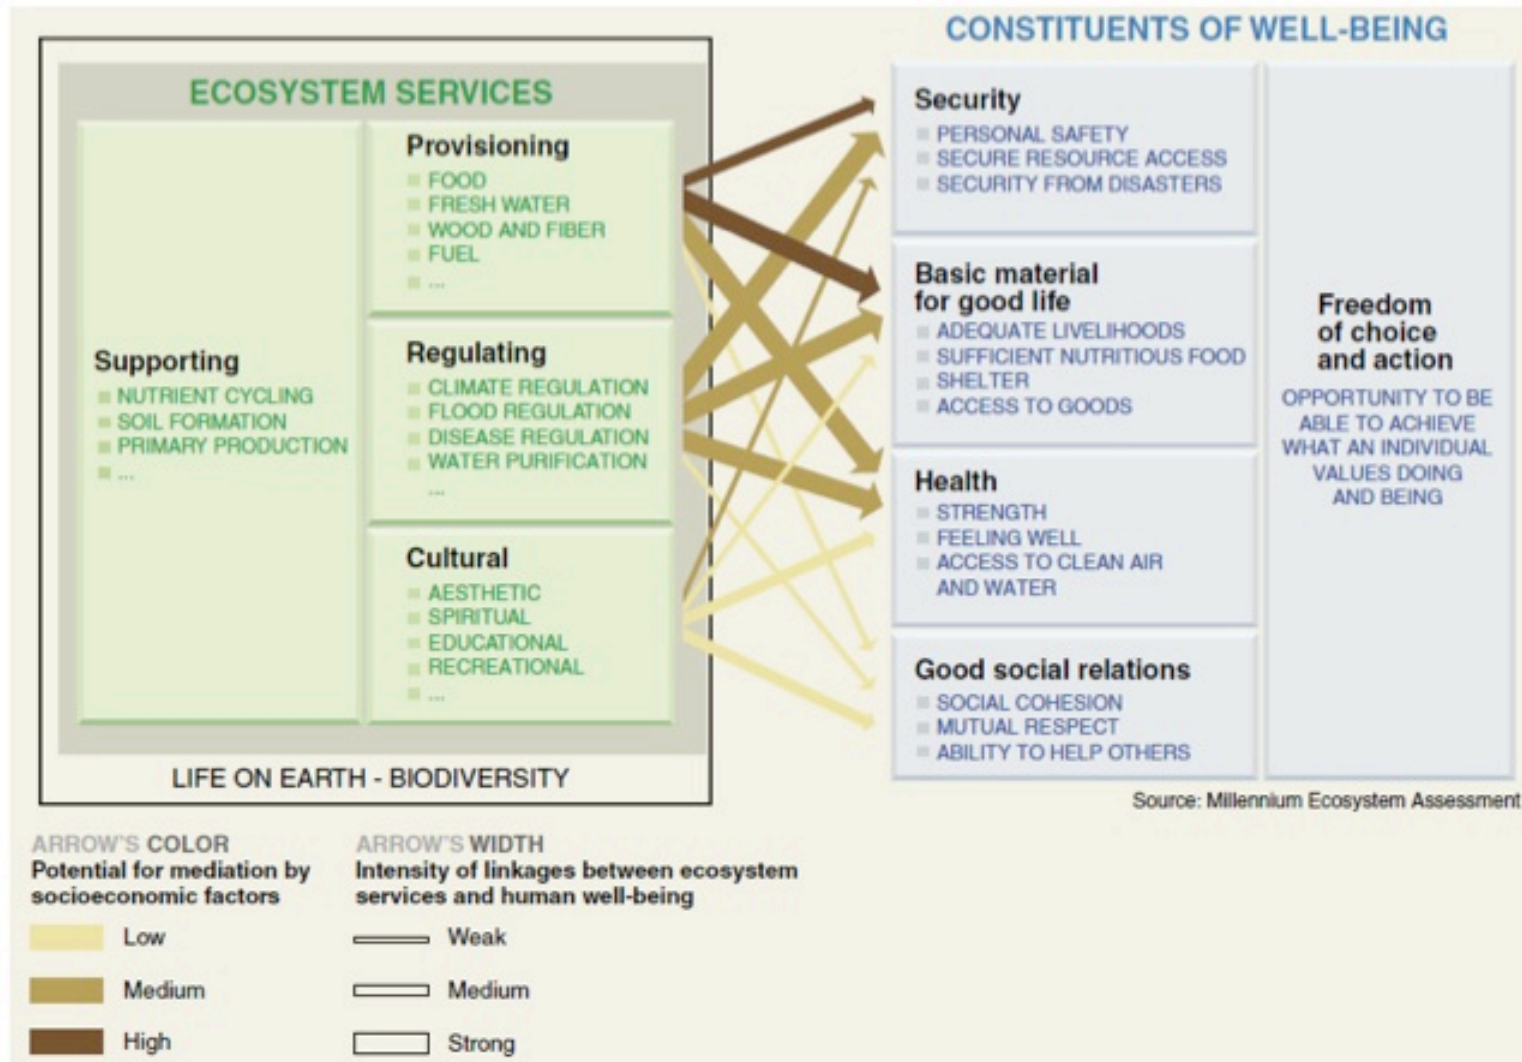 CONSTITUENTS OF WELL-BEING
ECOSYSTEM SERVICES
Supporting
NUTRIENT CYCLING
SOIL FORMATION
PRIMARY PRODUCTION
...
Provisioning
FOOD
FRESH WATER
WOOD AND FIBER
FUEL
...
Regulating
CLIMATE REGULATION
FLOOD REGULATION
DISEASE REGULATION
WATER PURIFICATION
...
Cultural
AESTHETIC
SPIRITUAL
EDUCATIONAL
RECREATIONAL
...
LIFE ON EARTH - BIODIVERSITY
Security
PERSONAL SAFETY
SECURE RESOURCE ACCESS
SECURITY FROM DISASTERS
Basic material
for good life
ADEQUATE LIVELIHOODS
SUFFICIENT NUTRITIOUS FOOD
SHELTER
ACCESS TO GOODS
Health
STRENGTH
FEELING WELL
ACCESS TO CLEAN AIR
AND WATER
Good social relations
SOCIAL COHESION
MUTUAL RESPECT
ABILITY TO HELP OTHERS
Freedom
of choice
and action
OPPORTUNITY TO BE
ABLE TO ACHIEVE
WHAT AN INDIVIDUAL
VALUES DOING
AND BEING
Source: Millennium Ecosystem Assessment
ARROW'S COLOR
Potential for mediation by
socioeconomic factors
Low
Medium
High
ARROW'S WIDTH
Intensity of linkages between ecosystem
services and human well-being
Weak
Medium
Strong